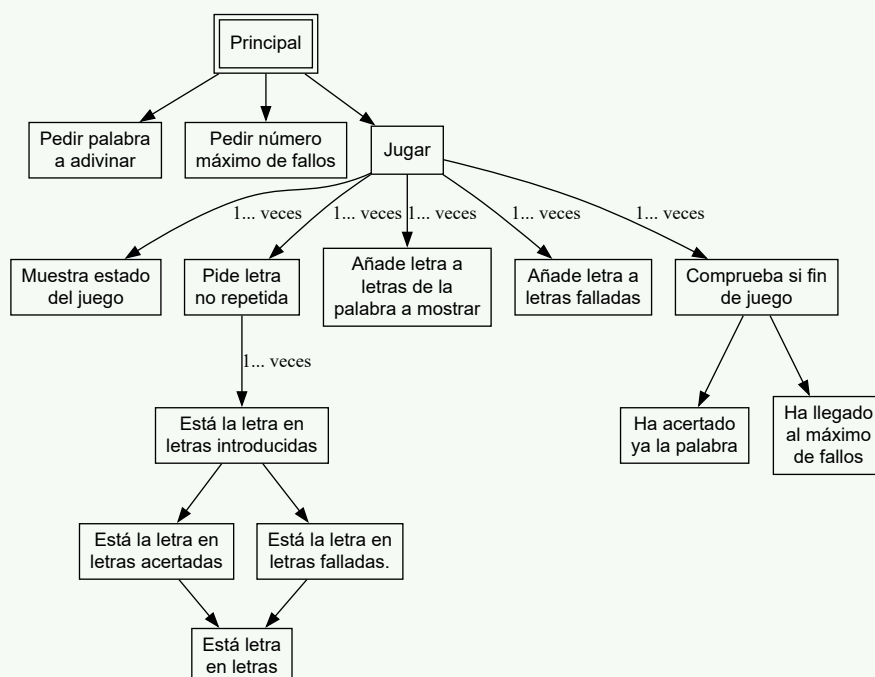 Principal
Pedir palabra
a adivinar
Pedir número
máximo de fallos
Jugar
1... veces
1... veces
1... veces
1... veces
1... veces
Muestra estado
del juego
Pide letra
no repetida
Añade letra a
letras de la
palabra a mostrar
Añade letra a
letras falladas
Comprueba si fin
de juego
1... veces
Está la letra en
letras introducidas
Ha acertado
ya la palabra
Ha llegado
al máximo
de fallos
Está la letra en
letras acertadas
Está la letra en
letras falladas.
Está letra
en letras